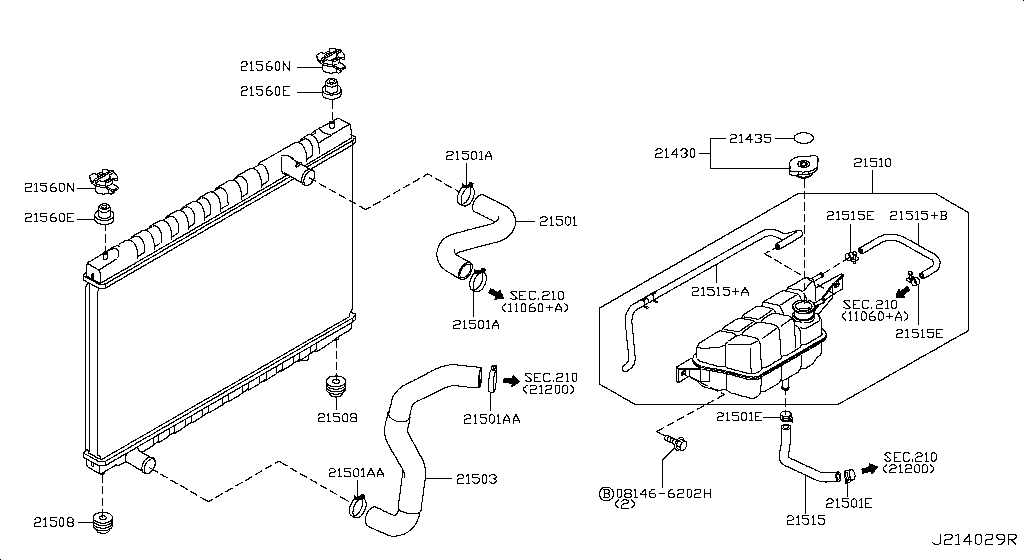 21560N
21560E
21560N
21560E
21501A
21501
SEC.210
(11060+A)
21501A
21435
21430
21510
21515E
21515+B
21515+A
SEC.210
(11060+A)
21515E
SEC.210
(21200)
21501AA
21508
21501AA
21503
21508
21501E
SEC.210
(21200)
21501E
21515
B 08146-6202H
(2)
J214029R